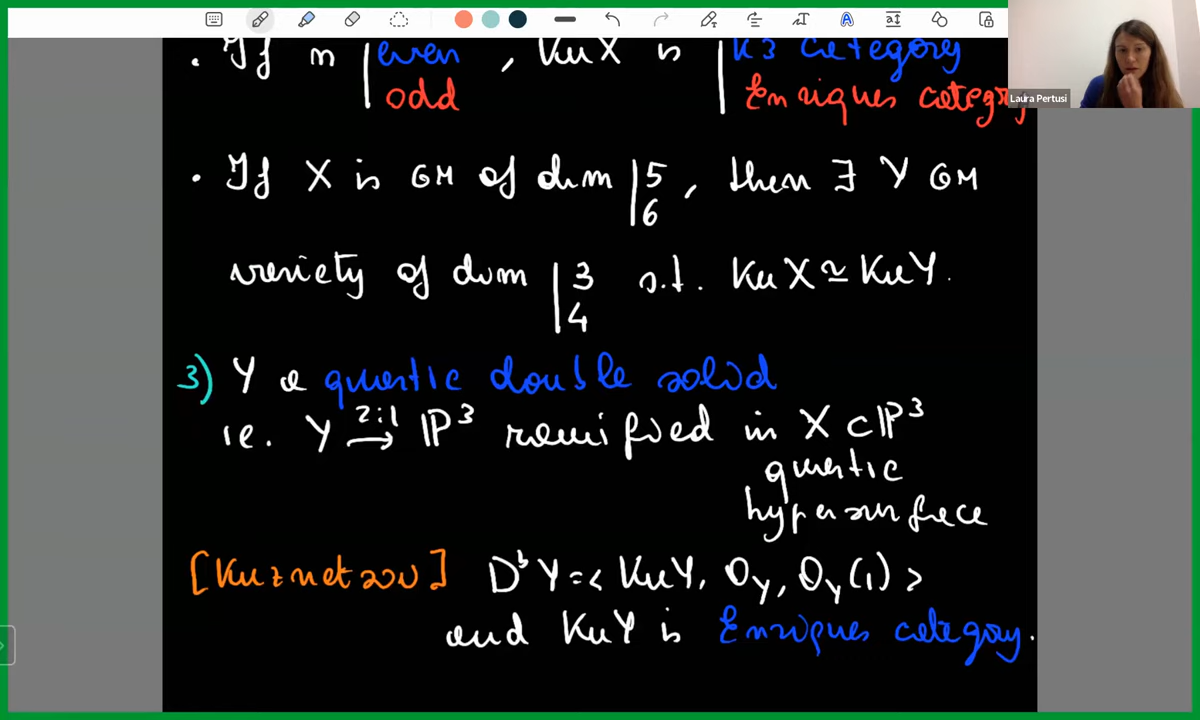 . If n | even , Ku X is | K3 category
odd | Enriques category
Laura Pertusi
. If X is GM of dim | 5 , then ∃ Y GM
6
variety of dim | 3 s.t. Ku X ≃ Ku Y.
4
3) Y a quartic double solid
i.e. Y 2:1→ ℙ³ ramified in X ⊂ ℙ³
quartic
hypersurface
[Kuznetsov] Dᵇ Y = < Ku Y, O_Y, O_Y(1) >
and Ku Y is Enriques category.